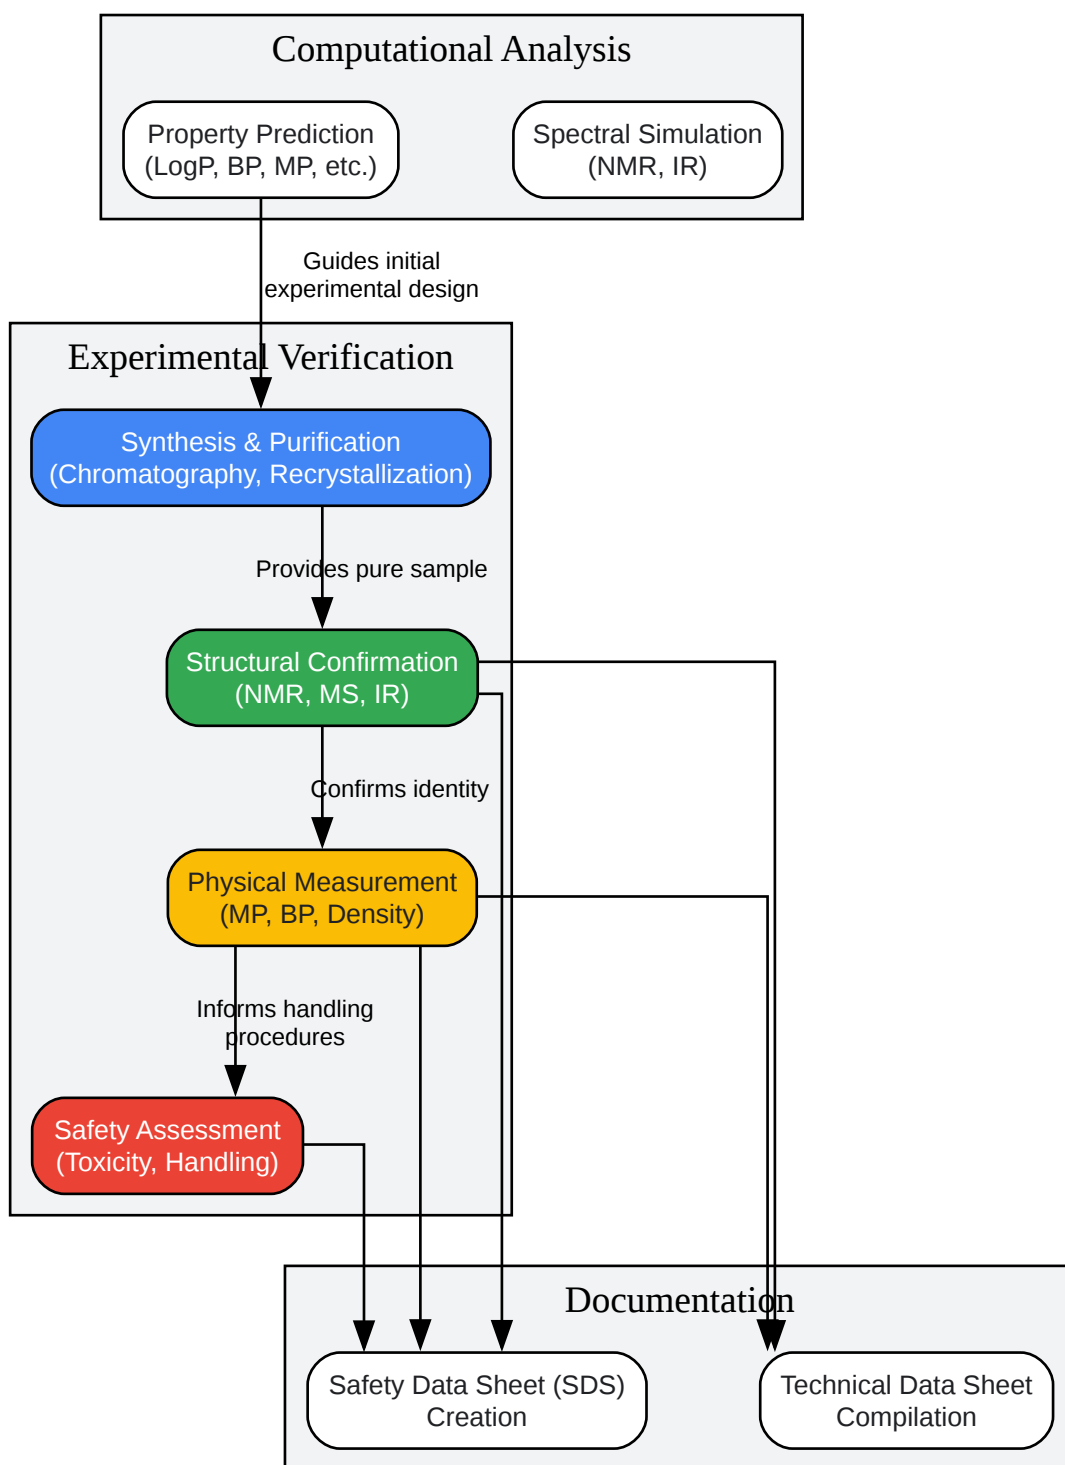 Computational Analysis
Property Prediction
(LogP, BP, MP, etc.)
Spectral Simulation
(NMR, IR)
Guides initial
experimental design
Experimental Verification
Synthesis & Purification
(Chromatography, Recrystallization)
Provides pure sample
Structural Confirmation
(NMR, MS, IR)
Confirms identity
Physical Measurement
(MP, BP, Density)
Informs handling
procedures
Safety Assessment
(Toxicity, Handling)
Documentation
Safety Data Sheet (SDS)
Creation
Technical Data Sheet
Compilation